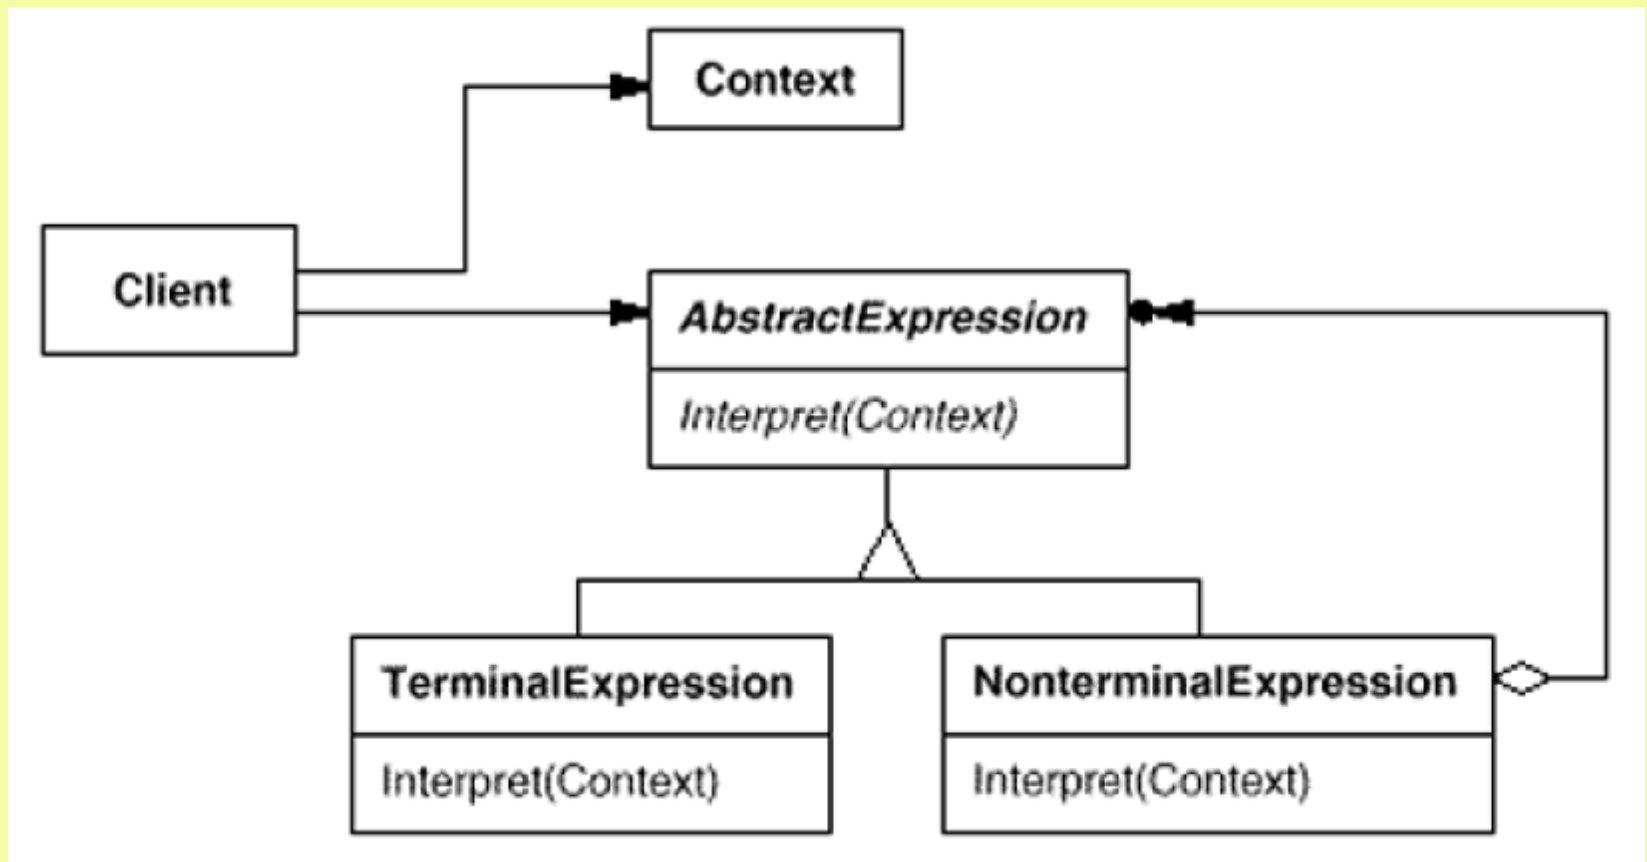 Context
Client
AbstractExpression
Interpret(Context)
TerminalExpression
Interpret(Context)
NonterminalExpression
Interpret(Context)